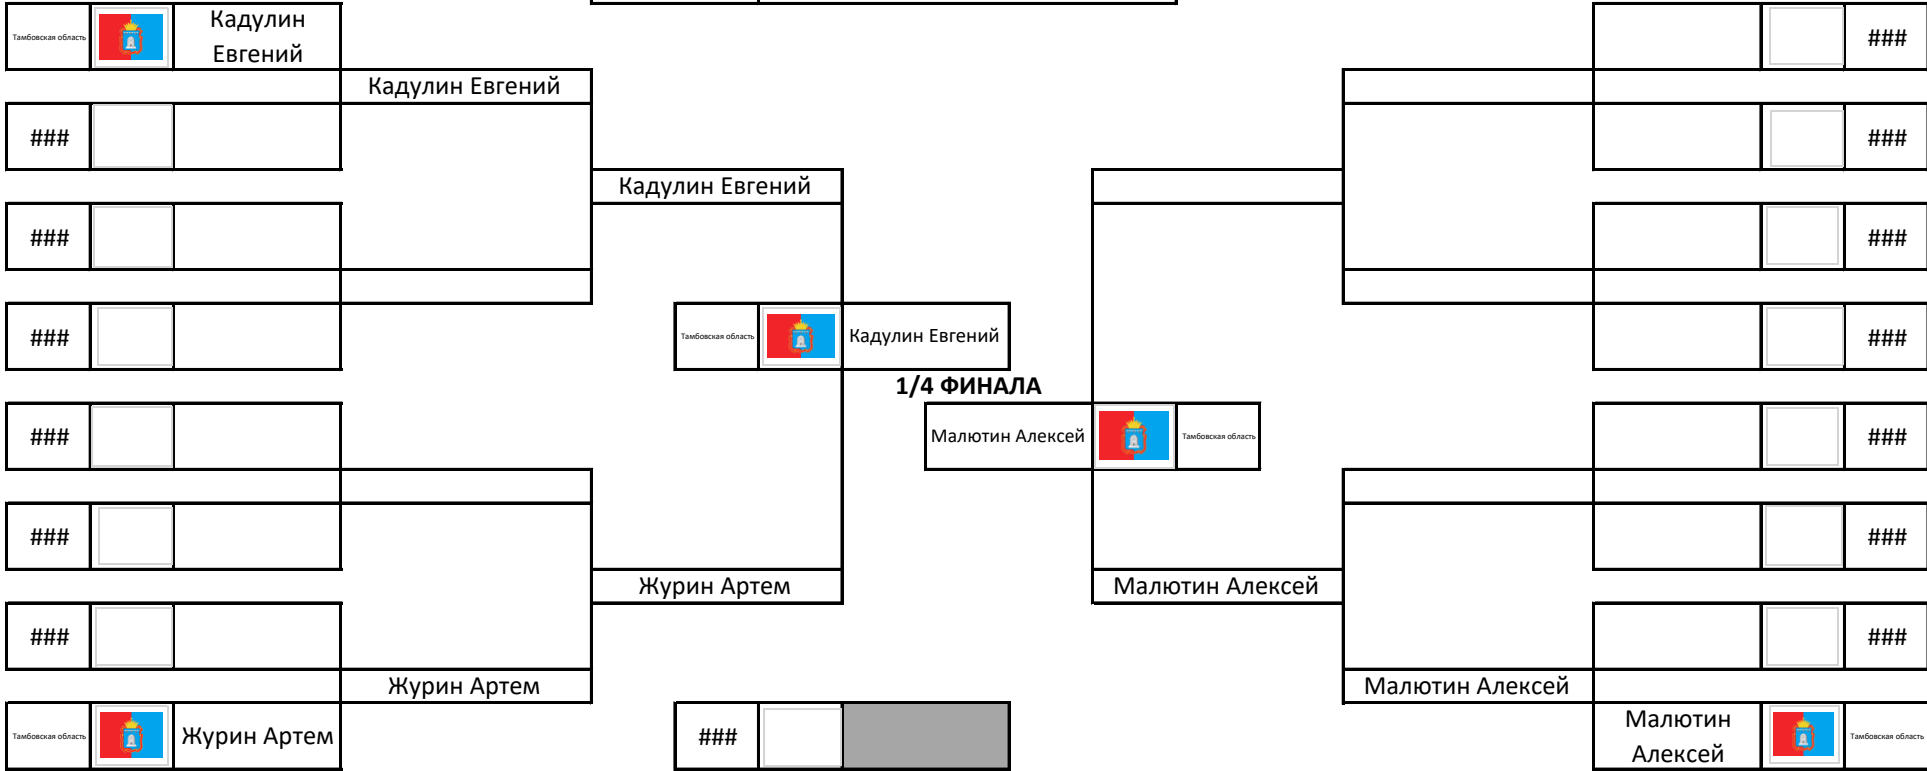 Тамбовская область
Кадулин
Евгений
###
Кадулин Евгений
###
###
Кадулин Евгений
###
###
Тамбовская область
Кадулин Евгений
###
###
1/4 ФИНАЛА
###
Малютин Алексей
Тамбовская область
###
###
###
Журин Артем
Малютин Алексей
###
###
Журин Артем
Малютин Алексей
Тамбовская область
Журин Артем
###
Малютин
Алексей
Тамбовская область